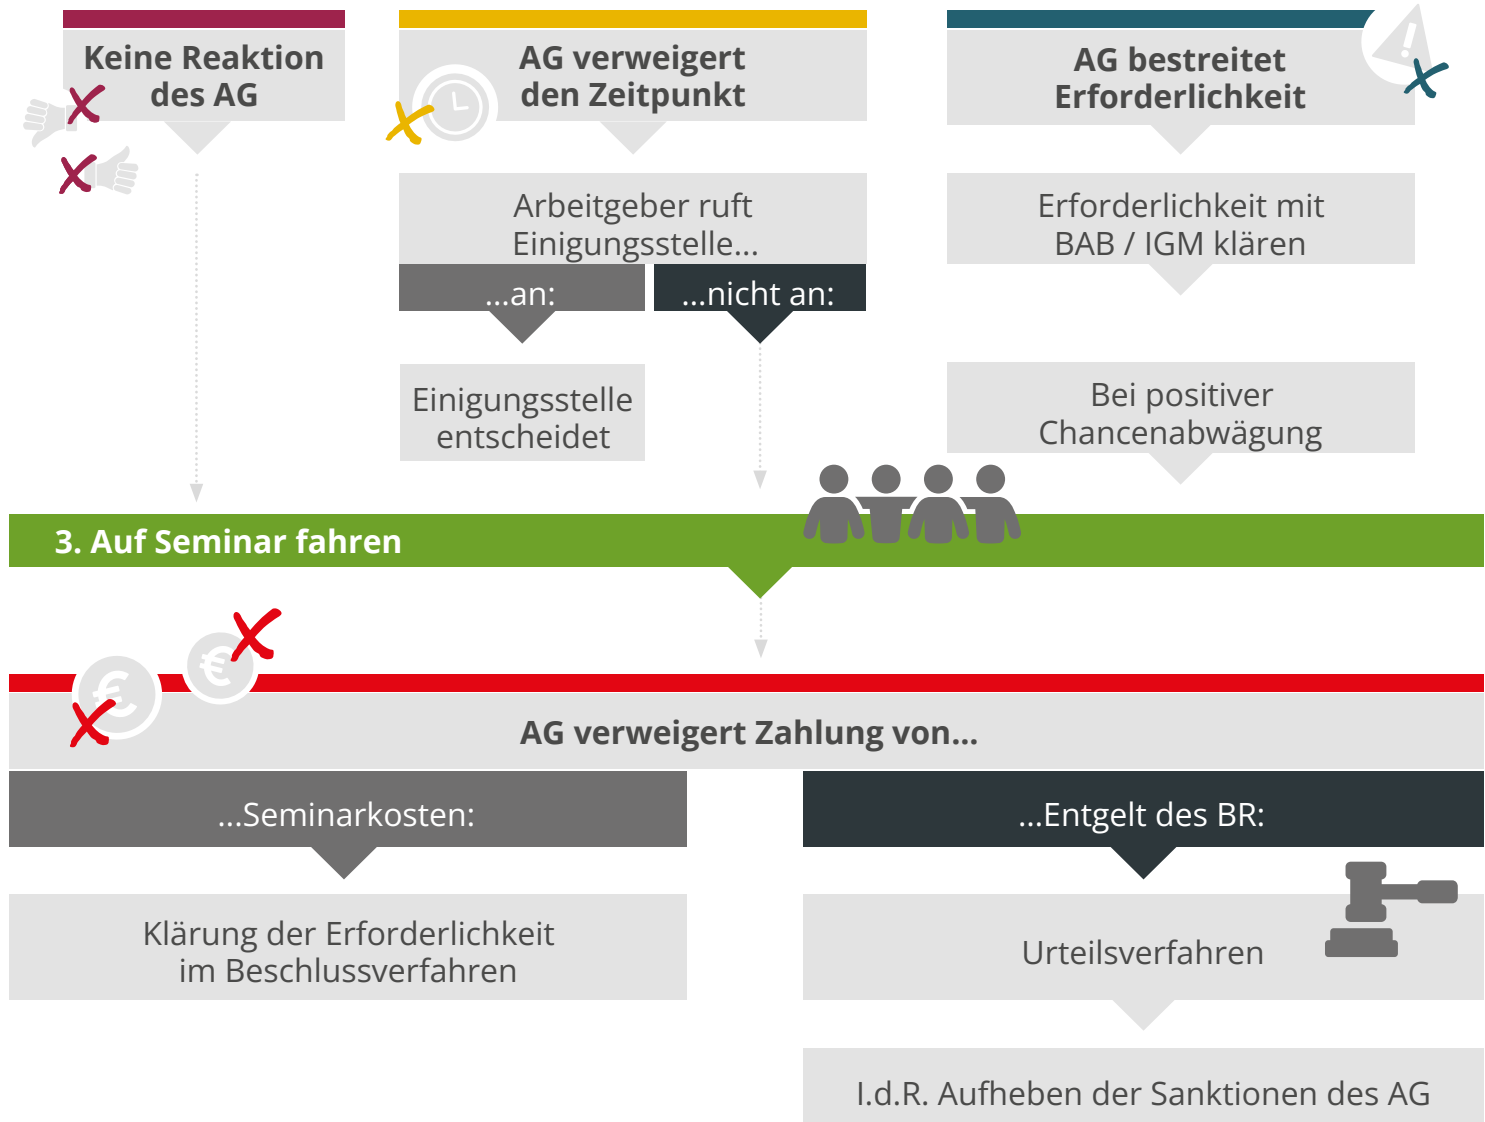 Keine Reaktion
des AG
AG verweigert
den Zeitpunkt
AG bestreitet
Erforderlichkeit
Arbeitgeber ruft
Einigungsstelle...
...an:
...nicht an:
Erforderlichkeit mit
BAB / IGM klären
Einigungsstelle
entscheidet
Bei positiver
Chancenabwägung
3. Auf Seminar fahren
AG verweigert Zahlung von...
...Seminarkosten:
...Entgelt des BR:
Klärung der Erforderlichkeit
im Beschlussverfahren
Urteilsverfahren
I.d.R. Aufheben der Sanktionen des AG